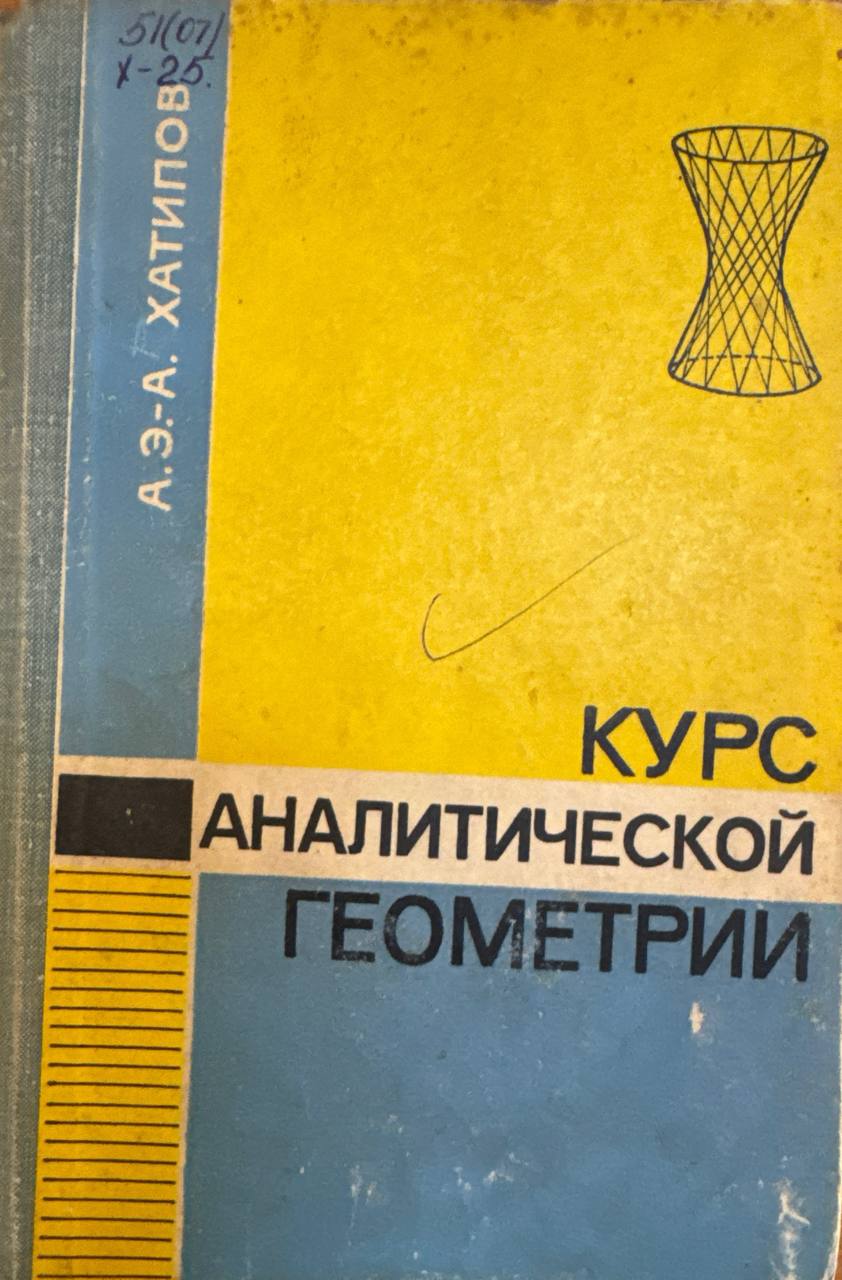 51(07)
Х-25.
А.Э.-А. ХАТИПОВ
КУРС
АНАЛИТИЧЕСКОЙ
ГЕОМЕТРИИ